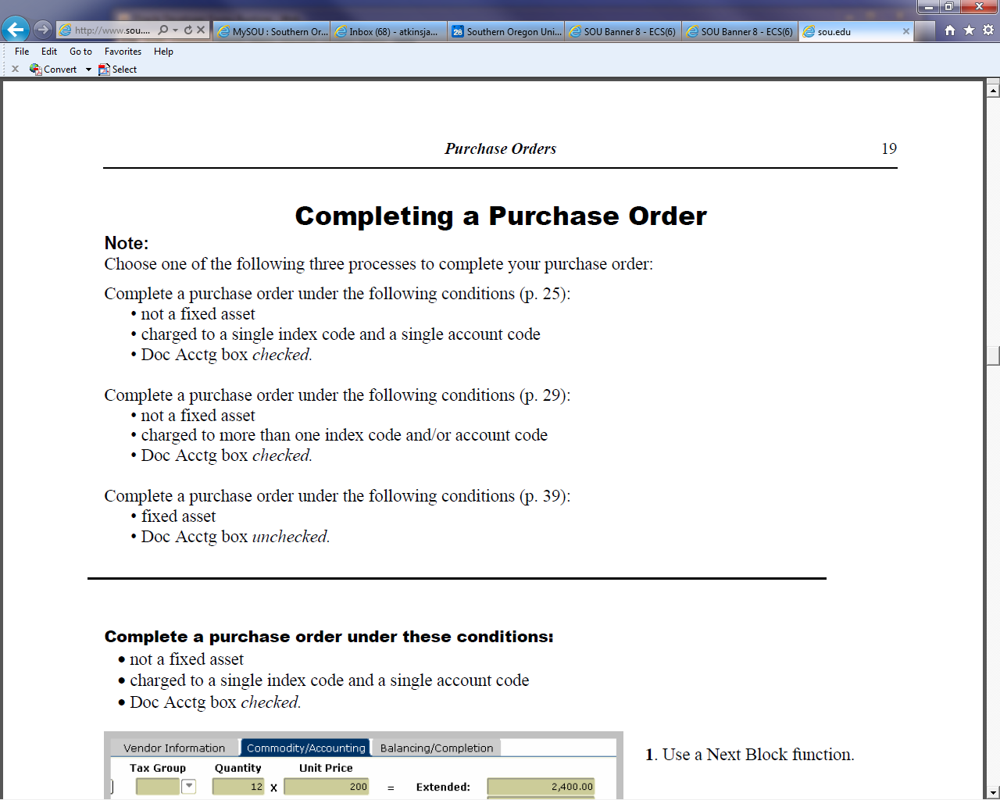 http://www.sou....
MySOU : Southern Or...
Inbox (68) - atkinsja...
28 Southern Oregon Uni...
SOU Banner 8 - ECS(6)
SOU Banner 8 - ECS(6)
sou.edu
File Edit Go to Favorites Help
x Convert Select
Purchase Orders 19
Completing a Purchase Order
Note:
Choose one of the following three processes to complete your purchase order:
Complete a purchase order under the following conditions (p. 25):
• not a fixed asset
• charged to a single index code and a single account code
• Doc Acctg box checked.
Complete a purchase order under the following conditions (p. 29):
• not a fixed asset
• charged to more than one index code and/or account code
• Doc Acctg box checked.
Complete a purchase order under the following conditions (p. 39):
• fixed asset
• Doc Acctg box unchecked.
Complete a purchase order under these conditions:
• not a fixed asset
• charged to a single index code and a single account code
• Doc Acctg box checked.
Vendor Information Commodity/Accounting Balancing/Completion
1. Use a Next Block function.
Tax Group Quantity Unit Price
12 x 200 = Extended: 2,400.00